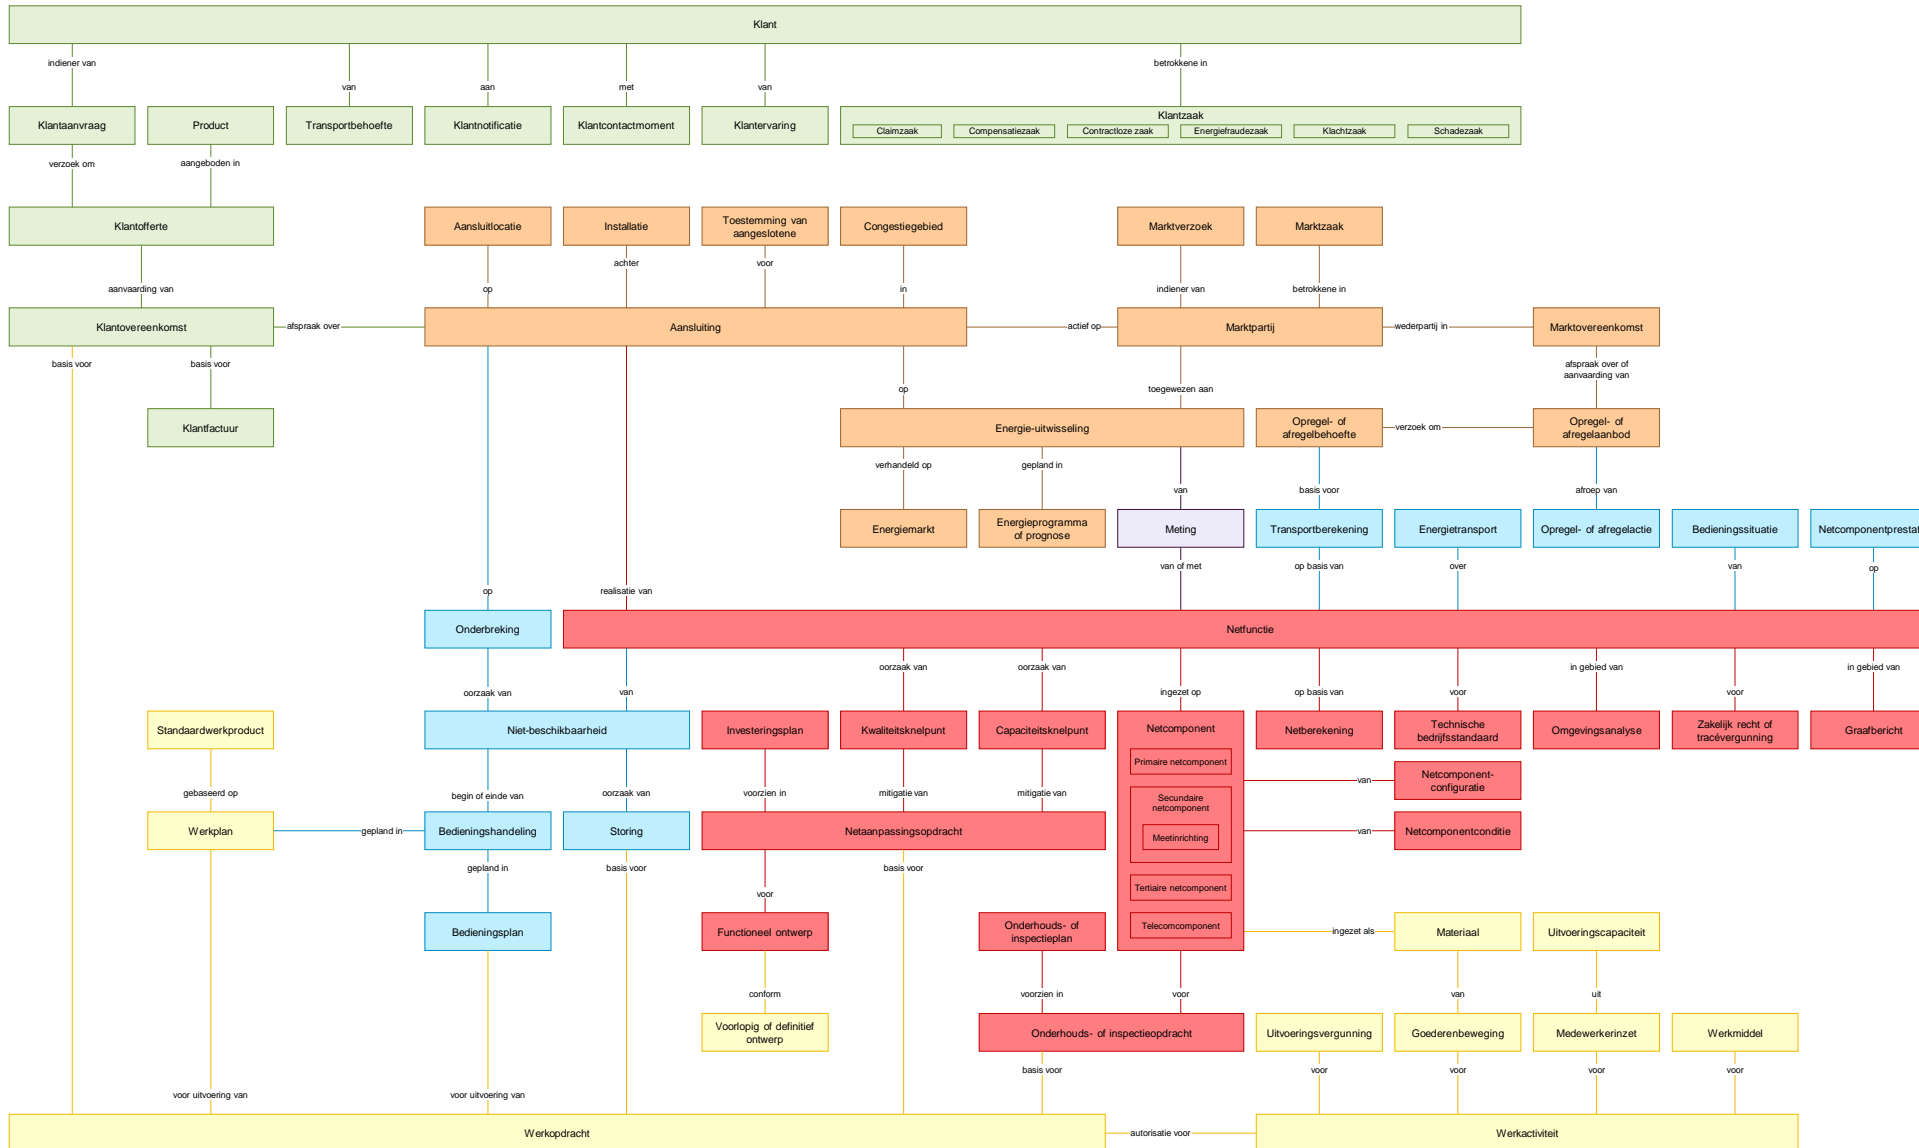 Klant
indiener van
betrokkene in
van
aan
met
van
Klantaanvraag
Product
Transportbehoefte
Klantnotificatie
Klantcontactmoment
Klantervaring
Klantzaak
Claimzaak
Compensatiezaak
Contractloze zaak
Energiefraudezaak
Klachtzaak
Schadezaak
verzoek om
aangeboden in
Klantofferte
Aansluitlocatie
Installatie
Toestemming van
aangeslotene
Congestiegebied
Marktverzoek
Marktzaak
achter
voor
aanvaarding van
op
in
indiener van
betrokkene in
Klantovereenkomst
afspraak over
Aansluiting
actief op
Marktpartij
wederpartij in
Marktovereenkomst
basis voor
basis voor
afspraak over of
aanvaarding van
op
toegewezen aan
Klantfactuur
Energie-uitwisseling
Opregel- of
afregelbehoefte
verzoek om
Opregel- of
afregelaanbod
verhandeld op
gepland in
van
basis voor
afroep van
Energiemarkt
Energieprogramma
of prognose
Meting
Transportberekening
Energietransport
Opregel- of afregelactie
Bedieningssituatie
Netcomponentprestat
van of met
op basis van
over
van
op
op
realisatie van
Onderbreking
Netfunctie
oorzaak van
oorzaak van
in gebied van
in gebied van
oorzaak van
van
ingezet op
op basis van
voor
voor
Standaardwerkproduct
Niet-beschikbaarheid
Investeringsplan
Kwaliteitsknelpunt
Capaciteitsknelpunt
Netcomponent
Primaire netcomponent
Secundaire
netcomponent
Meetinrichting
Tertiaire netcomponent
Telecomcomponent
Netberekening
Technische
bedrijfsstandaard
Omgevingsanalyse
Zakelijk recht of
tracévergunning
Graafbericht
van
Netcomponent-
configuratie
gebaseerd op
begin of einde van
oorzaak van
voorzien in
mitigatie van
mitigatie van
Werkplan
gepland in
Bedieningshandeling
Storing
Netaanpassingsopdracht
van
Netcomponentconditie
gepland in
basis voor
basis voor
voor
Bedieningsplan
Functioneel ontwerp
Onderhouds- of
inspectieplan
ingezet als
Materiaal
Uitvoeringscapaciteit
conform
voorzien in
voor
van
uit
Voorlopig of definitief
ontwerp
Onderhouds- of inspectieopdracht
Uitvoeringsvergunning
Goederenbeweging
Medewerkerinzet
Werkmiddel
basis voor
voor
voor
voor
voor
voor uitvoering van
voor uitvoering van
Werkopdracht
autorisatie voor
Werkactiviteit